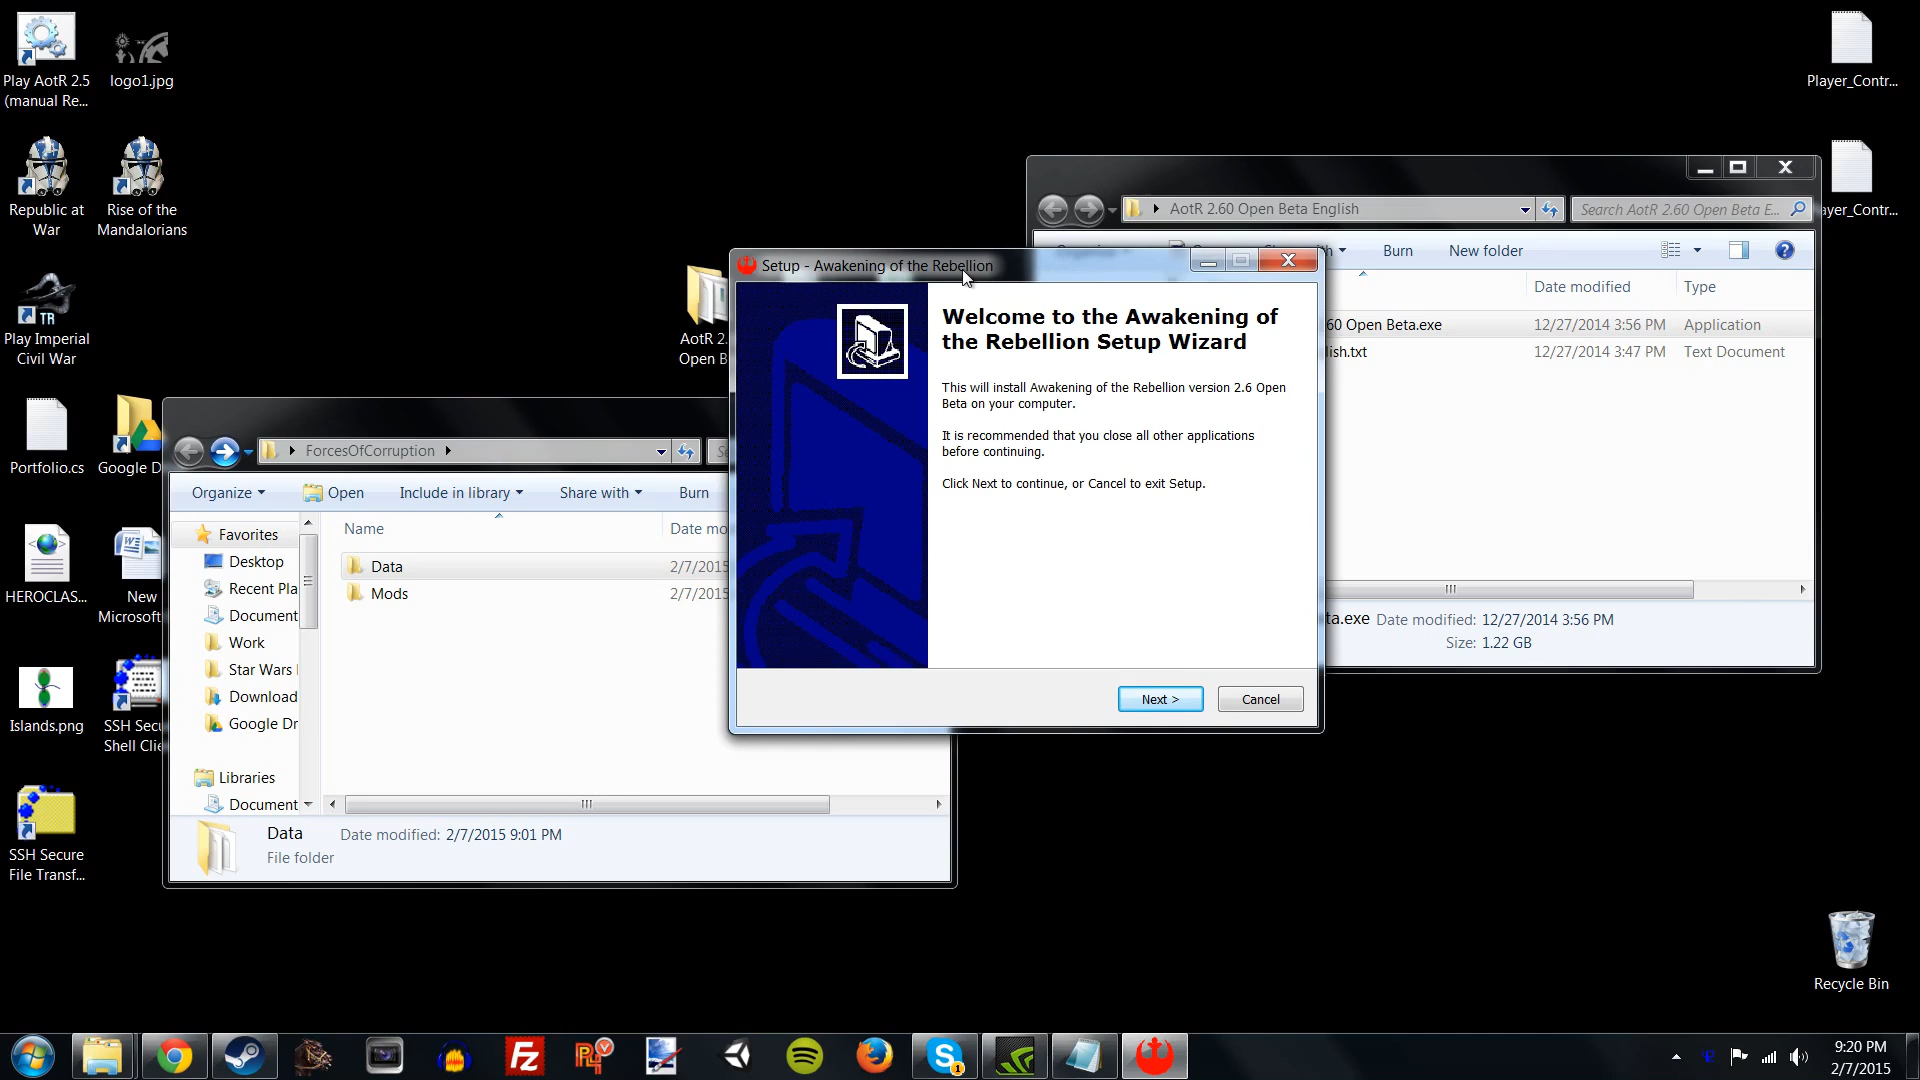 Play AotR 2.5
(manual Re...
logo1.jpg
Republic at
War
Rise of the
Mandalorians
TR
Play Imperial
Civil War
Portfolio.cs
Google D
HEROCLAS...
New
Microsoft
Islands.png
SSH Secu
Shell Clie
SSH Secure
File Transf...
AotR 2.
Open B
Player_Contr...
ayer_Contr...
Recycle Bin
AotR 2.60 Open Beta English
Search AotR 2.60 Open Beta E...
Burn
New folder
Date modified
Type
60 Open Beta.exe
12/27/2014 3:56 PM
Application
lish.txt
12/27/2014 3:47 PM
Text Document
ta.exe
Date modified: 12/27/2014 3:56 PM
Size: 1.22 GB
Setup - Awakening of the Rebellion
Welcome to the Awakening of
the Rebellion Setup Wizard
This will install Awakening of the Rebellion version 2.6 Open
Beta on your computer.
It is recommended that you close all other applications
before continuing.
Click Next to continue, or Cancel to exit Setup.
Next >
Cancel
ForcesOfCorruption
Se
Organize
Open
Include in library
Share with
Burn
Name
Date mo
Favorites
Desktop
Recent Pla
Document
Work
Star Wars
Download
Google Dr
Libraries
Document
Data
2/7/2015
Mods
2/7/2015
Data
Date modified: 2/7/2015 9:01 PM
File folder
9:20 PM
2/7/2015